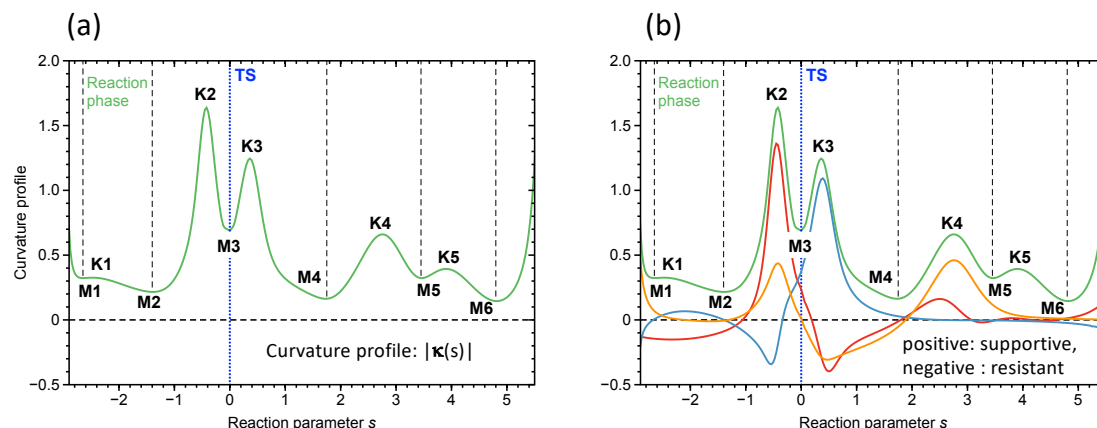 (a)
2.0
1.5
1.0
0.5
0
−0.5
Curvature profile
Reaction
phase
TS
K1
M1
M2
K2
M3
K3
M4
K4
M5
K5
M6
Curvature profile: |κ(s)|
−2
−1
0
1
2
3
4
5
Reaction parameter s
(b)
2.0
1.5
1.0
0.5
0
−0.5
Curvature profile
Reaction
phase
TS
K1
M1
M2
K2
M3
K3
M4
K4
M5
K5
M6
positive: supportive,
negative : resistant
−2
−1
0
1
2
3
4
5
Reaction parameter s